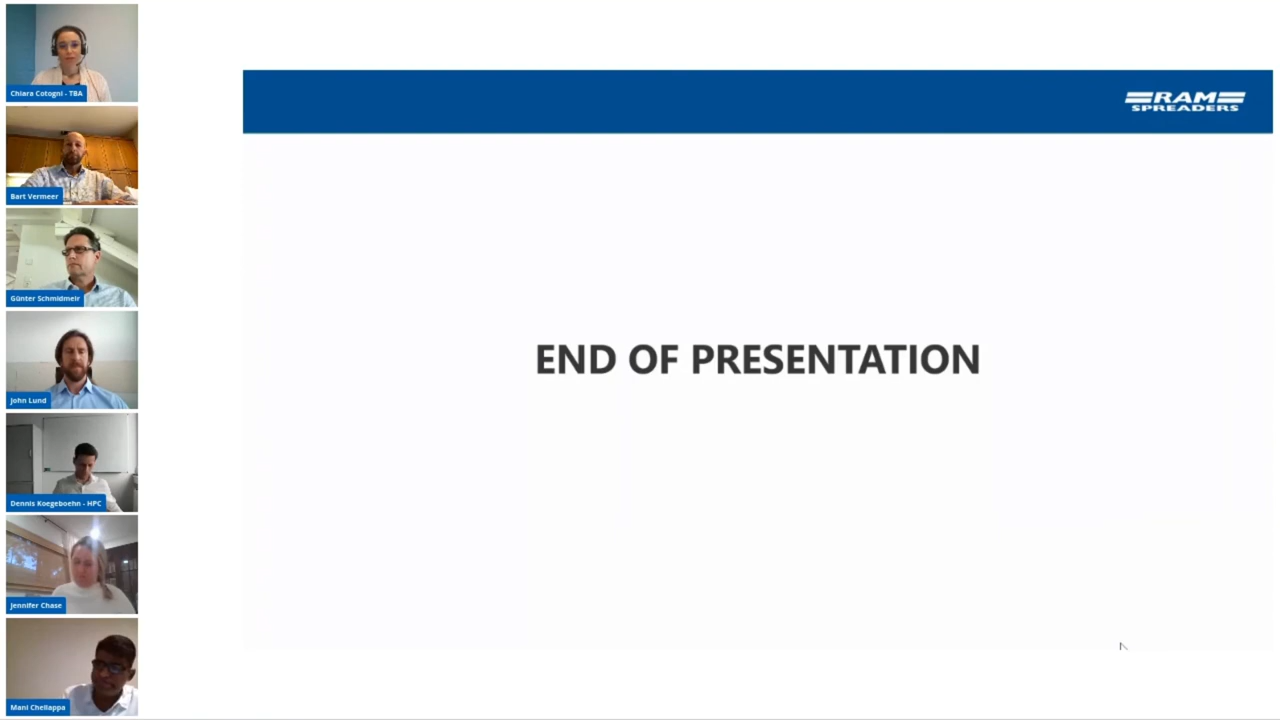 Chiara Cotogni - TBA
Bart Vermeer
Günter Schmidmeir
John Lund
Dennis Koegeboehn - HPC
Jennifer Chase
Mani Chellappa
RAM
SPREADERS
END OF PRESENTATION